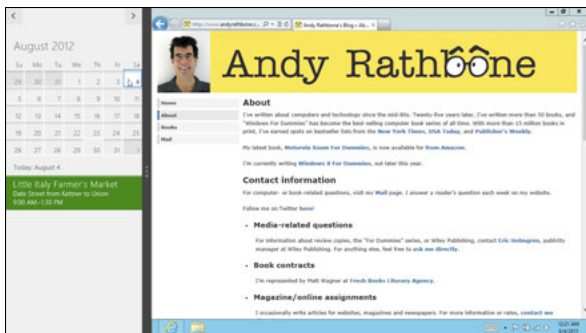 August 2012
Su Mo Tu We Th Fr Sa
29 30 31 1 2 3 4
5 6 7 8 9 10 11
12 13 14 15 16 17 18
19 20 21 22 23 24 25
26 27 28 29 30 31 1
Today: August 4
Little Italy Farmer's Market
Date Street from Kettner to Union
9:00 AM–1:30 PM
http://www.andyrathbone.c...
Andy Rathbone's Blog » Ab...
Andy Rathbone
Home
About
Books
Mail
About
I've written about computers and technology since the mid-80s. Twenty-five years later, I've written more than 50 books, and
"Windows For Dummies" has become the best-selling computer book series of all time. With more than 15 million books in
print, I've earned spots on bestseller lists from the New York Times, USA Today, and Publisher's Weekly.
My latest book, Motorola Xoom For Dummies, is now available for from Amazon.
I'm currently writing Windows 8 For Dummies, out later this year.
Contact information
For computer- or book-related questions, visit my Mail page. I answer a reader's question each week on my website.
Follow me on Twitter here!
• Media-related questions
For information about review copies, the "For Dummies" series, or Wiley Publishing, contact Eric Holmgren, publicity
manager at Wiley Publishing. For anything else, feel free to ask me directly.
• Book contracts
I'm represented by Matt Wagner at Fresh Books Literary Agency.
• Magazine/online assignments
I occasionally write articles for websites, magazines and newspapers. For more information or rates, contact me
10:21 AM
8/4/2012